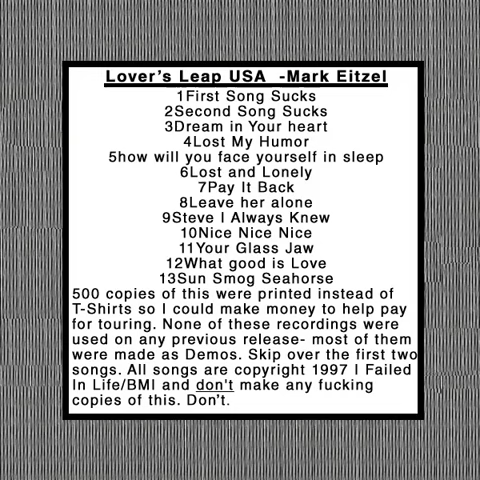 Lover's Leap USA -Mark Eitzel
1First Song Sucks
2Second Song Sucks
3Dream in Your heart
4Lost My Humor
5how will you face yourself in sleep
6Lost and Lonely
7Pay It Back
8Leave her alone
9Steve I Always Knew
10Nice Nice Nice
11Your Glass Jaw
12What good is Love
13Sun Smog Seahorse
500 copies of this were printed instead of
T-Shirts so I could make money to help pay
for touring. None of these recordings were
used on any previous release- most of them
were made as Demos. Skip over the first two
songs. All songs are copyright 1997 I Failed
In Life/BMI and don't make any fucking
copies of this. Don't.